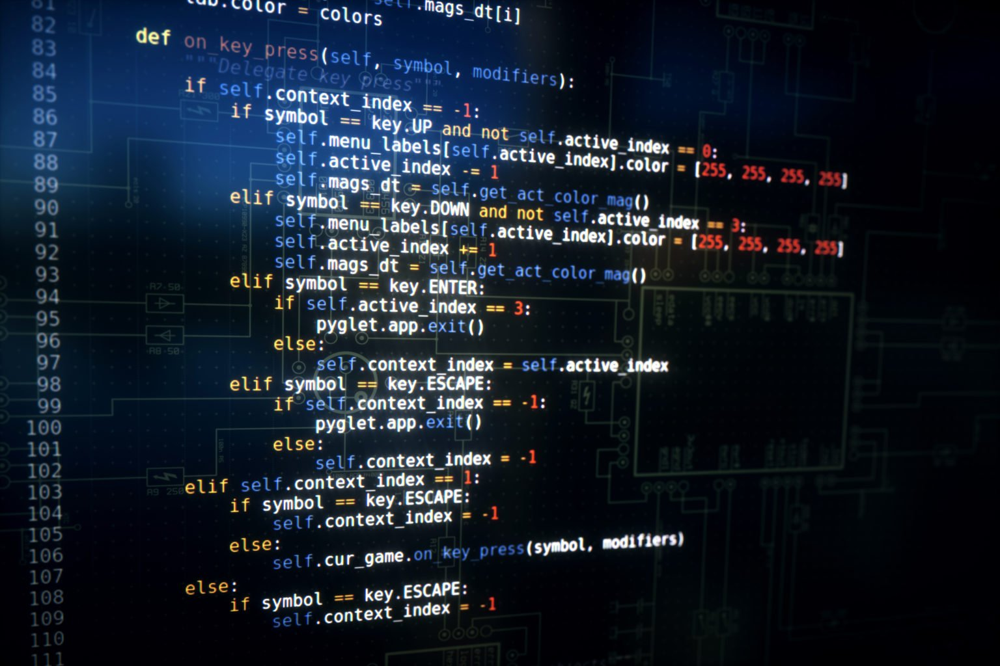 81
82 lab.color = colors self.mags_dt[i]
83 def on_key_press(self, symbol, modifiers):
84 """Delegate key press"""
85 if self.context_index == -1:
86 if symbol == key.UP and not self.active_index == 0:
87 self.menu_labels[self.active_index].color = [255, 255, 255, 255]
88 self.active_index -= 1
89 self.mags_dt = self.get_act_color_mag()
90 elif symbol == key.DOWN and not self.active_index == 3:
91 self.menu_labels[self.active_index].color = [255, 255, 255, 255]
92 self.active_index += 1
93 self.mags_dt = self.get_act_color_mag()
94 elif symbol == key.ENTER:
95 if self.active_index == 3:
96 pyglet.app.exit()
97 else:
98 self.context_index = self.active_index
99 elif symbol == key.ESCAPE:
100 if self.context_index == -1:
101 pyglet.app.exit()
102 else:
103 self.context_index = -1
104 elif self.context_index == 1:
105 if symbol == key.ESCAPE:
106 self.context_index = -1
107 else:
108 self.cur_game.on_key_press(symbol, modifiers)
109 else:
110 if symbol == key.ESCAPE:
111 self.context_index = -1
R7 50
R8 50
R9 250